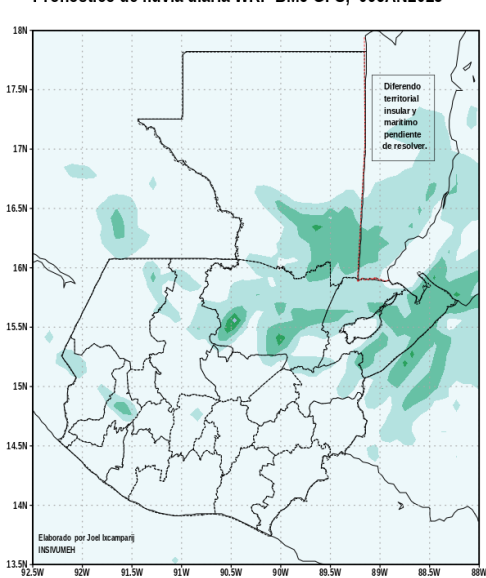 18N
17.5N
17N
16.5N
16N
15.5N
15N
14.5N
14N
13.5N
Diferendo
territorial
insular y
maritimo
pendiente
de resolver.
Elaborado por Joel Ixcamparij
INSIVUMEH
92.5W 92W 91.5W 91W 90.5W 90W 89.5W 89W 88.5W 88W